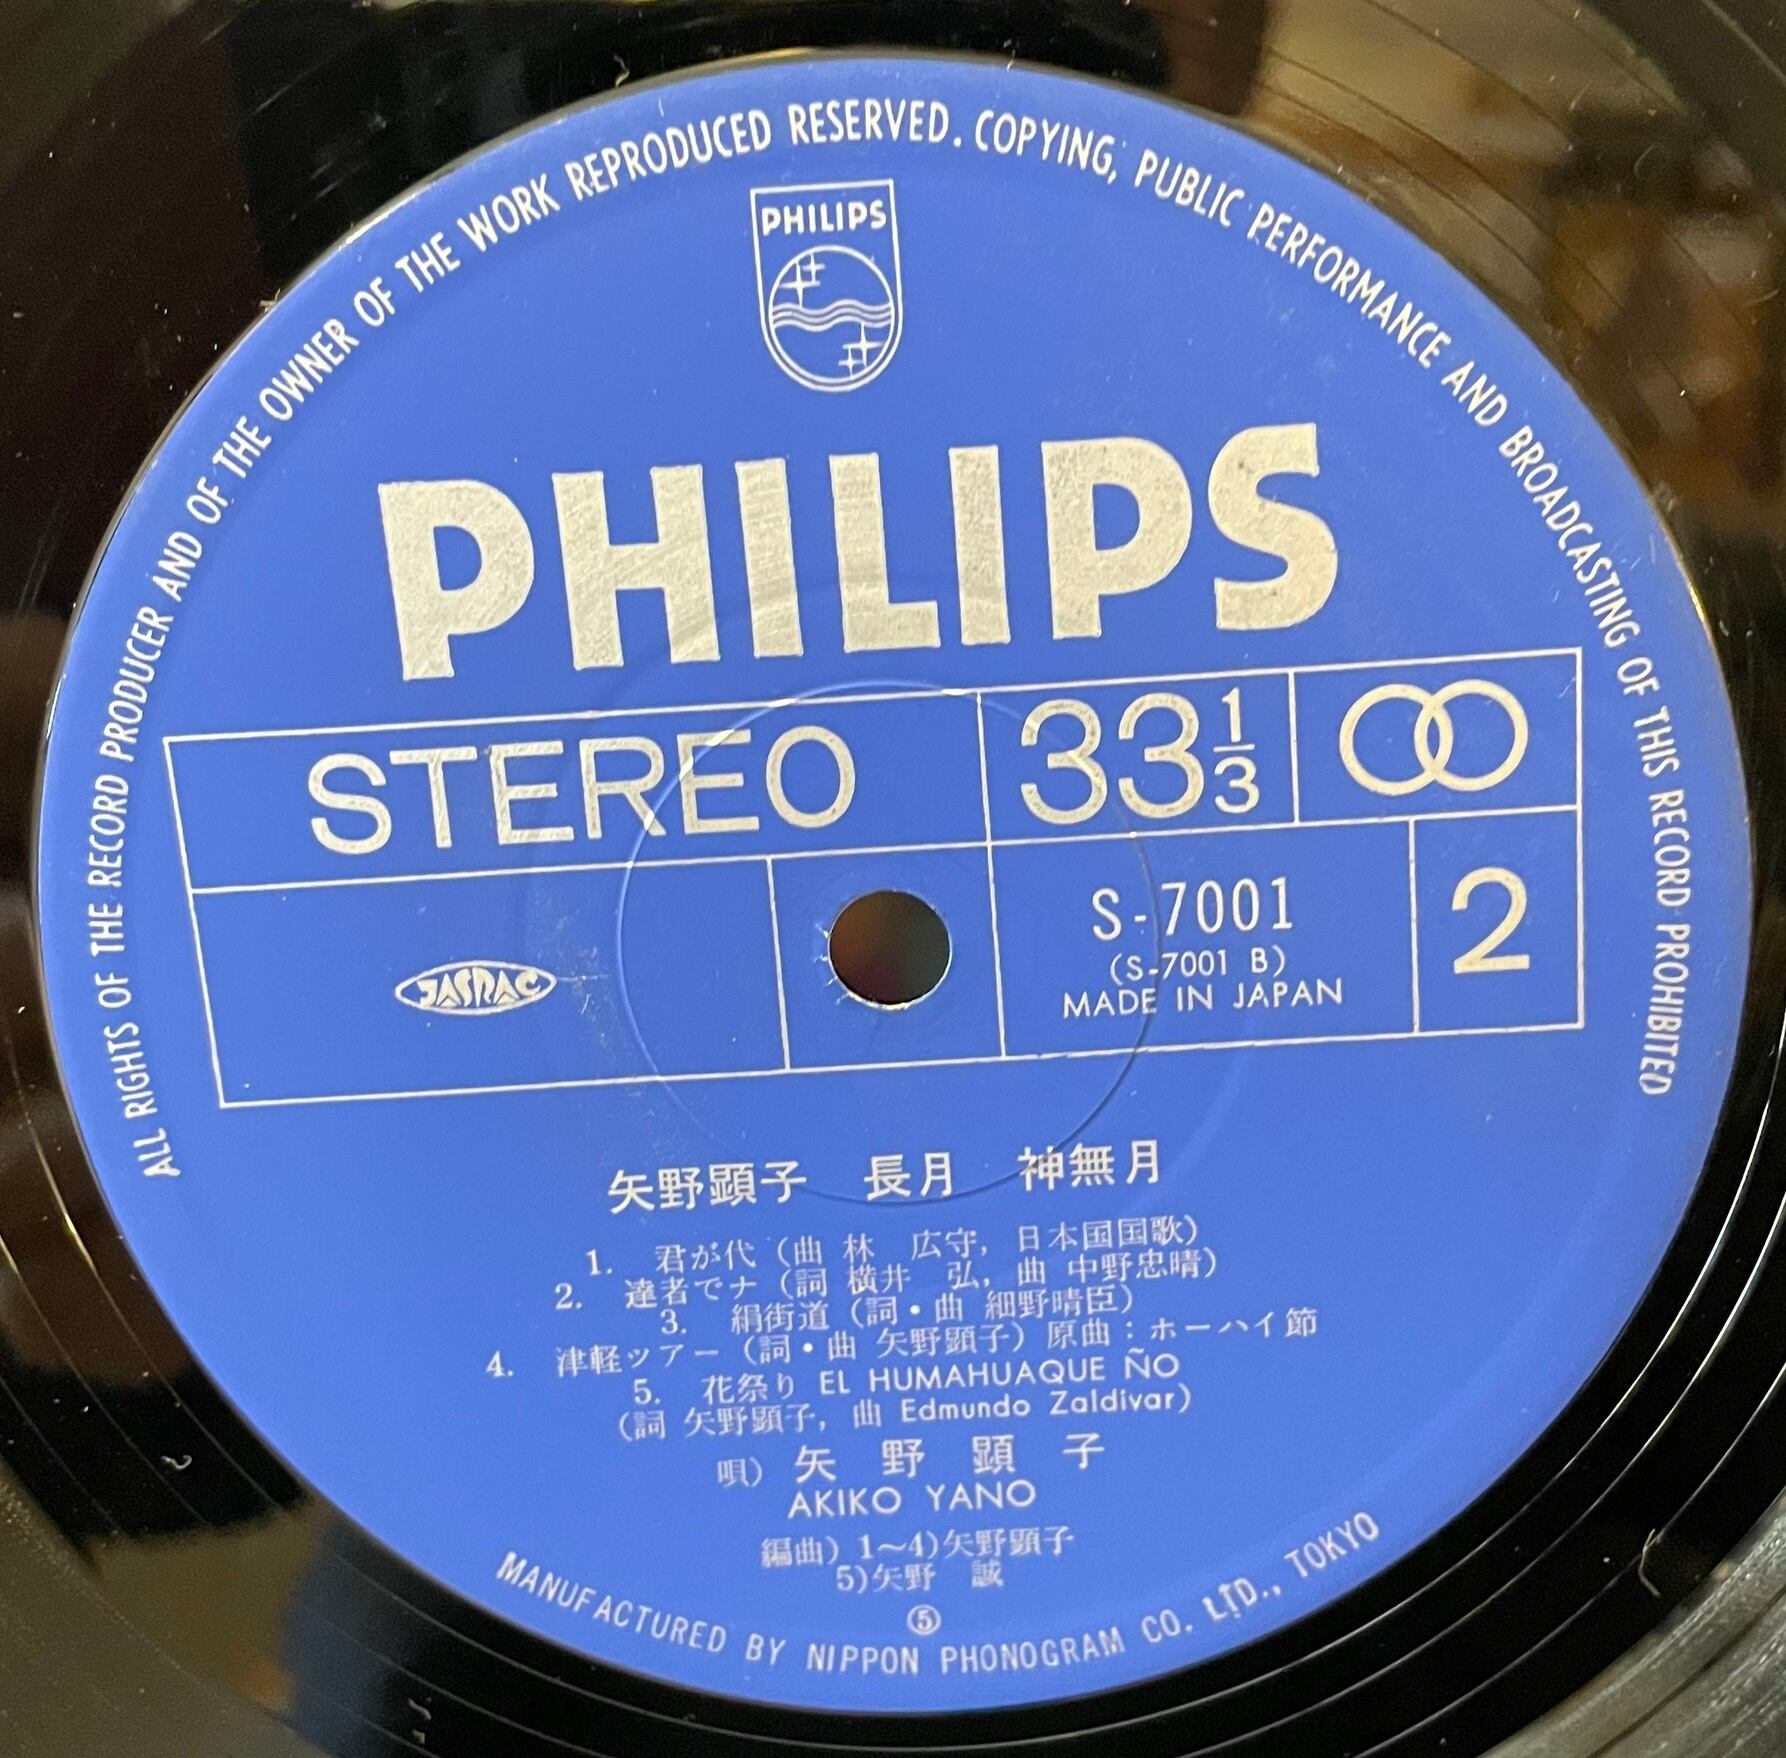 ALL RIGHTS OF THE RECORD PRODUCER AND OF THE OWNER OF THE WORK REPRODUCED RESERVED. COPYING, PUBLIC PERFORMANCE AND BROADCASTING OF THIS RECORD PROHIBITED
PHILIPS
PHILIPS
STEREO 33 1/3
JASRAC
S-7001
(S-7001 B)
MADE IN JAPAN
2
矢野顕子 長月 神無月
1. 君が代 (曲 林 広守, 日本国国歌)
2. 達者でナ (詞 横井 弘, 曲 中野忠晴)
3. 絹街道 (詞・曲 細野晴臣)
4. 津軽ツアー (詞・曲 矢野顕子) 原曲:ホーハイ節
5. 花祭り EL HUMAHUAQUE ÑO
(詞 矢野顕子, 曲 Edmundo Zaldivar)
唄) 矢野顕子
AKIKO YANO
編曲) 1〜4)矢野顕子
5)矢野 誠
⑤
MANUFACTURED BY NIPPON PHONOGRAM CO. LTD., TOKYO